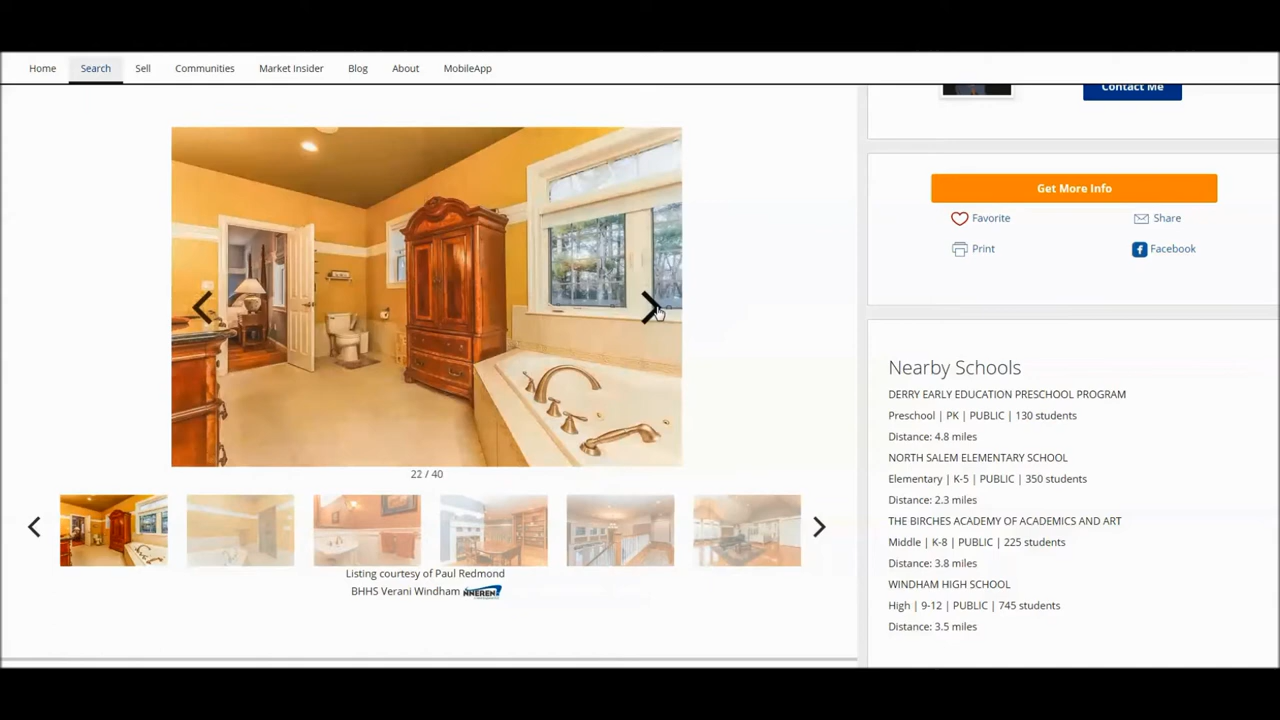 Home
Search
Sell
Communities
Market Insider
Blog
About
MobileApp
Contact Me
Get More Info
Favorite
Share
Print
Facebook
22 / 40
Listing courtesy of Paul Redmond
BHHS Verani Windham NNEREN
Nearby Schools
DERRY EARLY EDUCATION PRESCHOOL PROGRAM
Preschool | PK | PUBLIC | 130 students
Distance: 4.8 miles
NORTH SALEM ELEMENTARY SCHOOL
Elementary | K-5 | PUBLIC | 350 students
Distance: 2.3 miles
THE BIRCHES ACADEMY OF ACADEMICS AND ART
Middle | K-8 | PUBLIC | 225 students
Distance: 3.8 miles
WINDHAM HIGH SCHOOL
High | 9-12 | PUBLIC | 745 students
Distance: 3.5 miles